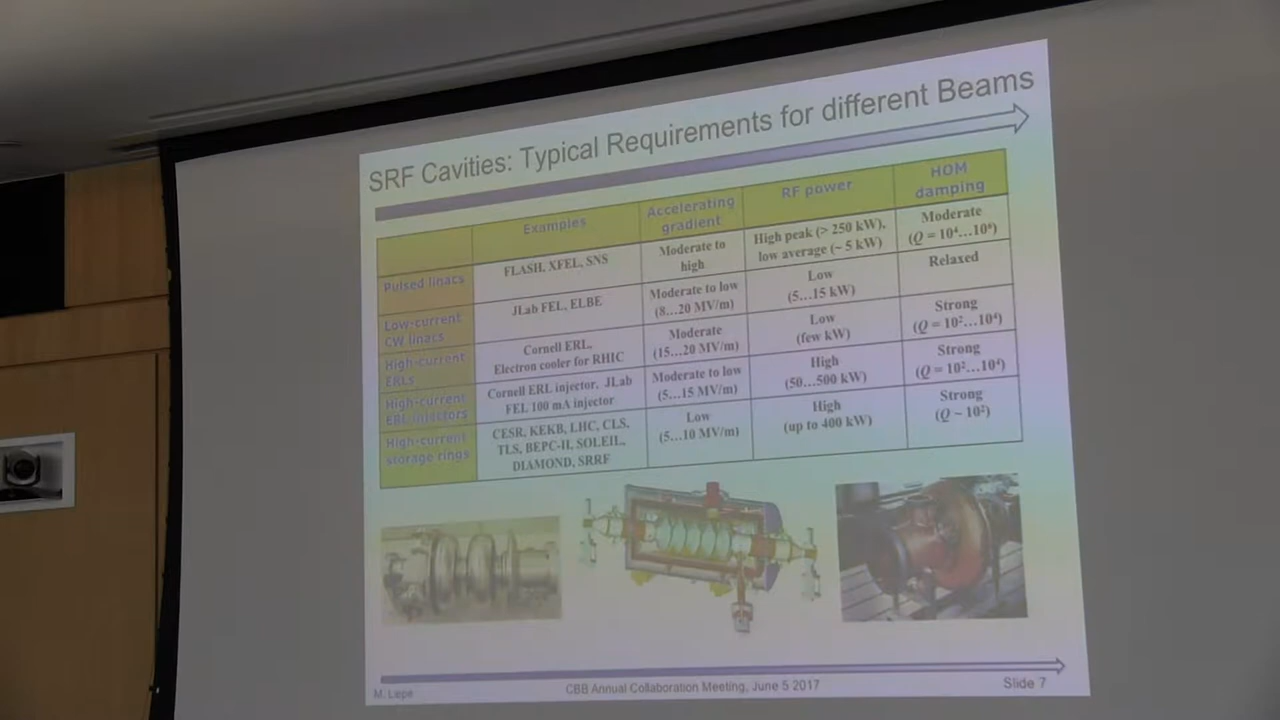 SRF Cavities: Typical Requirements for different Beams
Examples
Accelerating
gradient
RF power
HOM
damping
Pulsed linacs
FLASH, XFEL, SNS
Moderate to
high
High peak (> 250 kW),
low average (~ 5 kW)
Moderate
(Q = 10⁴…10⁶)
Low-current
CW linacs
JLab FEL, ELBE
Moderate to low
(8…20 MV/m)
Low
(5…15 kW)
Relaxed
High-current
ERLs
Cornell ERL,
Electron cooler for RHIC
Moderate
(15…20 MV/m)
Low
(few kW)
Strong
(Q = 10²…10⁴)
High-current
ERL injectors
Cornell ERL injector, JLab
FEL 100 mA injector
Moderate to low
(5…15 MV/m)
High
(50…500 kW)
Strong
(Q = 10²…10⁴)
High-current
storage rings
CESR, KEKB, LHC, CLS,
TLS, BEPC-II, SOLEIL,
DIAMOND, SRRF
Low
(5…10 MV/m)
High
(up to 400 kW)
Strong
(Q ~ 10²)
M. Liepe
CBB Annual Collaboration Meeting, June 5 2017
Slide 7